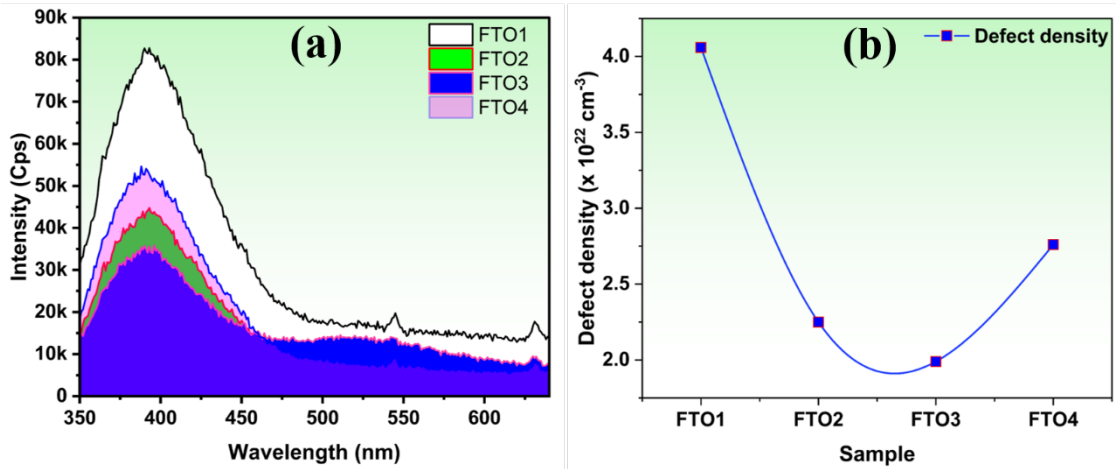 (a)
FTO1
FTO2
FTO3
FTO4
90k
80k
70k
60k
50k
40k
30k
20k
10k
0
Intensity (Cps)
350 400 450 500 550 600
Wavelength (nm)
(b)
Defect density
4.0
3.5
3.0
2.5
2.0
Defect density (x 10²² cm⁻³)
FTO1 FTO2 FTO3 FTO4
Sample